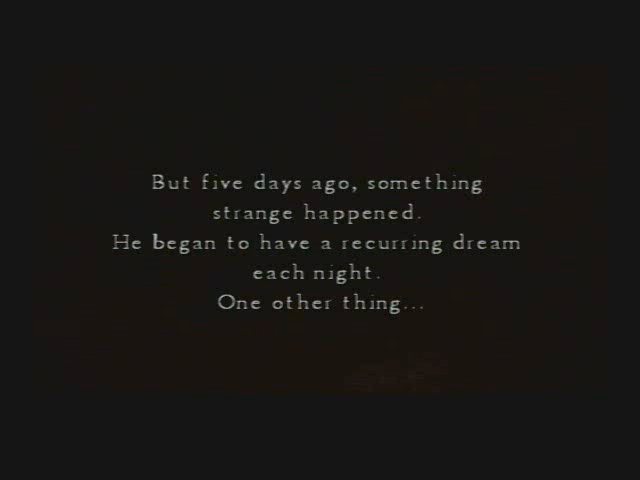 But five days ago, something
strange happened.
He began to have a recurring dream
each night.
One other thing...